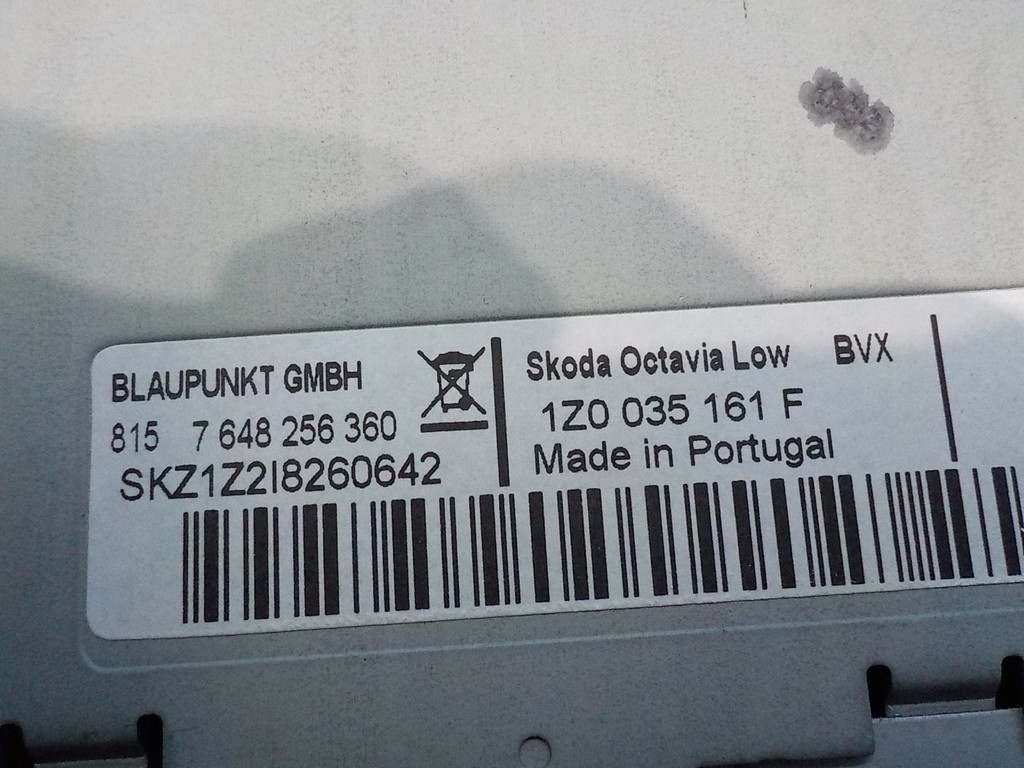 BLAUPUNKT GMBH
815 7 648 256 360
SKZ1Z2I8260642
Skoda Octavia Low BVX
1Z0 035 161 F
Made in Portugal